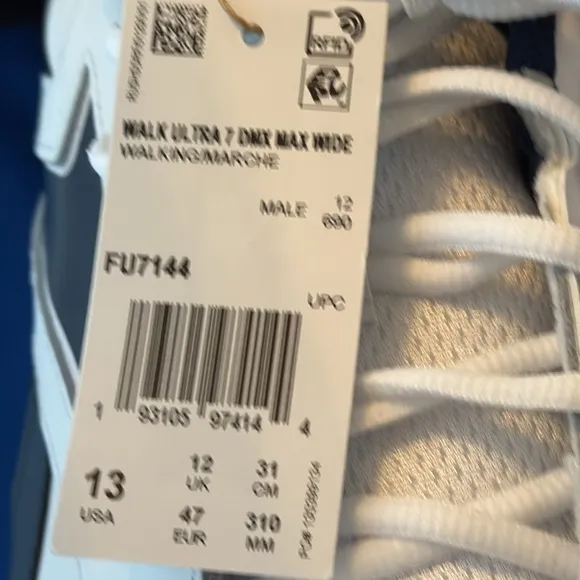 RFID
WALK ULTRA 7 DMX MAX WIDE
WALKING/MARCHE
MALE 12
690
FU7144
UPC
1 93105 97414 4
13 12 31
USA UK CM
47 310
EUR MM